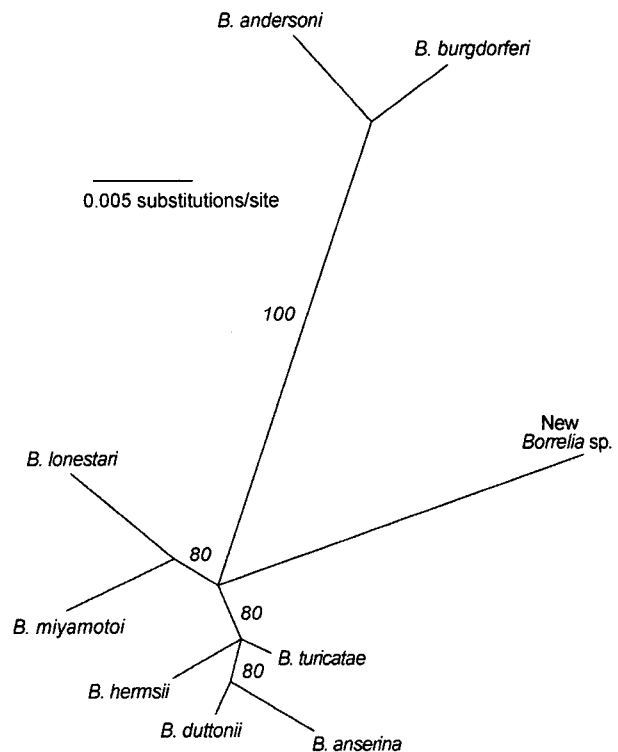 B. andersoni
B. burgdorferi
0.005 substitutions/site
100
New
Borrelia sp.
B. lonestari
80
B. miyamotoi
80
B. turicatae
80
B. hermsii
B. duttonii
B. anserina